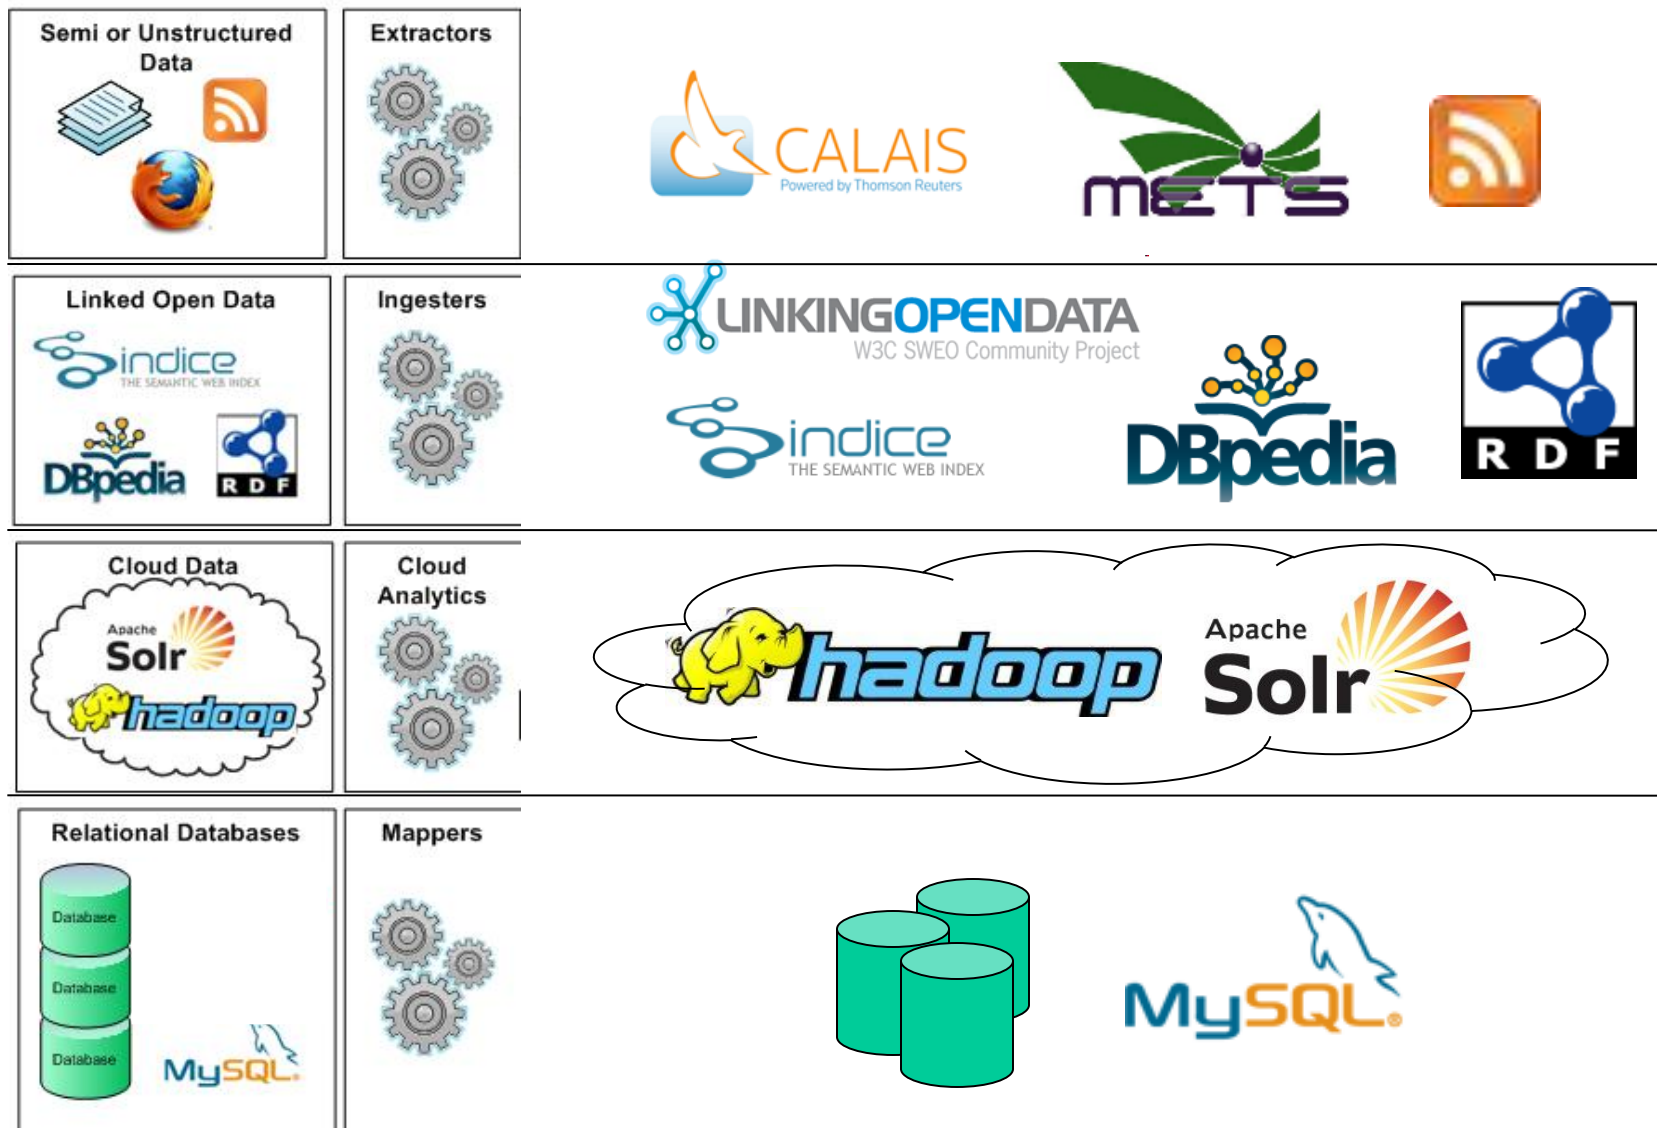 Semi or Unstructured
Data
Extractors
CALAIS
Powered by Thomson Reuters
METS
Linked Open Data
Ingesters
indice
THE SEMANTIC WEB INDEX
DBpedia
RDF
LINKINGOPENDATA
W3C SWEO Community Project
indice
THE SEMANTIC WEB INDEX
DBpedia
RDF
Cloud Data
Apache
Solr
hadoop
Cloud
Analytics
hadoop
Apache
Solr
Relational Databases
Database
Database
Database
MySQL®
Mappers
MySQL®